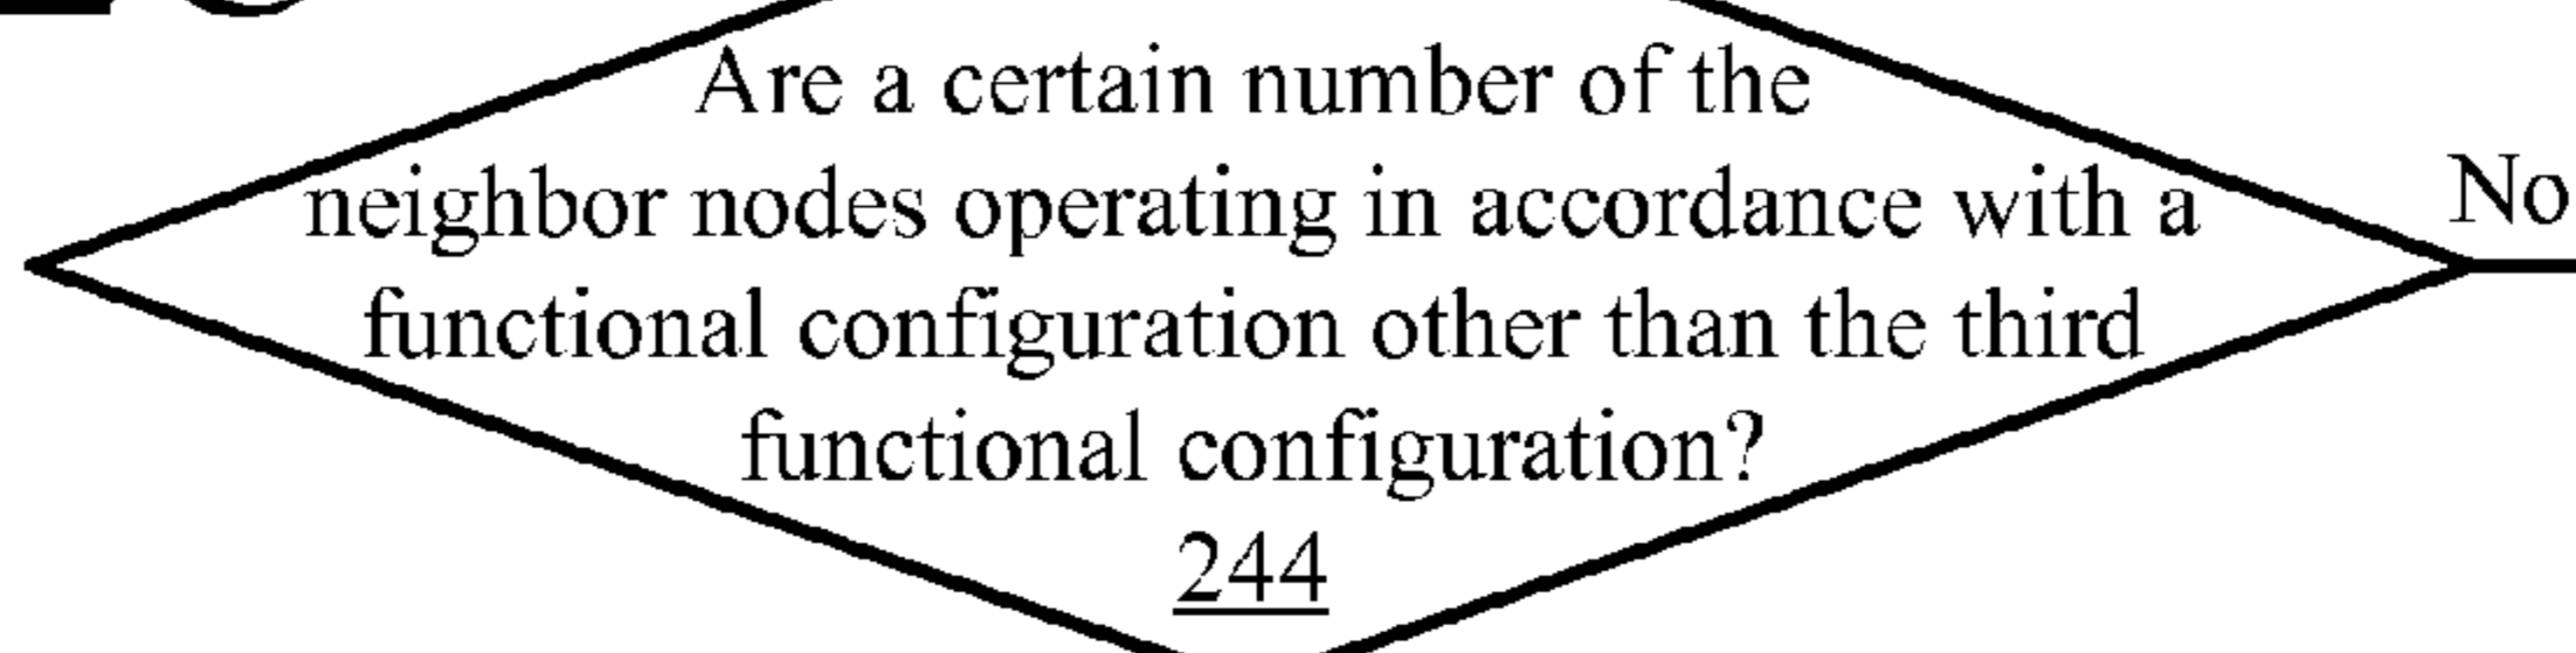 Are a certain number of the
neighbor nodes operating in accordance with a
No
functional configuration other than the third
functional configuration?
244